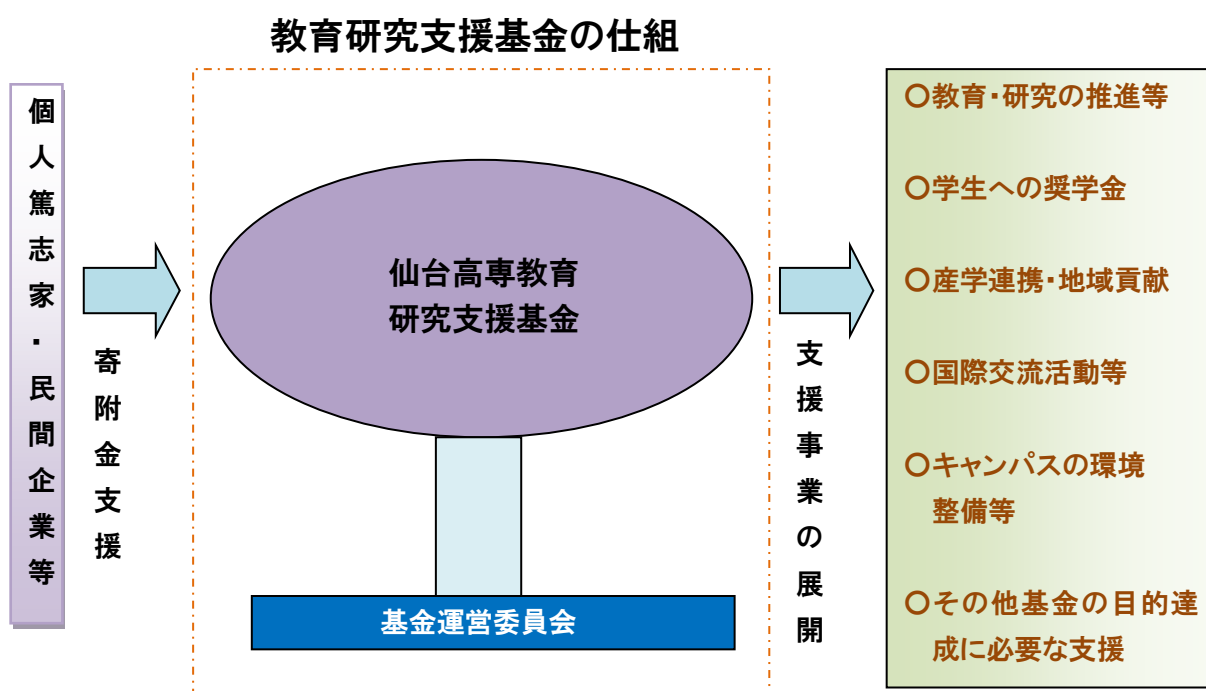 教育研究支援基金の仕組
個人篤志家・民間企業等
寄附金支援
仙台高専教育
研究支援基金
基金運営委員会
支援事業の展開
〇教育・研究の推進等
〇学生への奨学金
〇産学連携・地域貢献
〇国際交流活動等
〇キャンパスの環境
整備等
〇その他基金の目的達
成に必要な支援